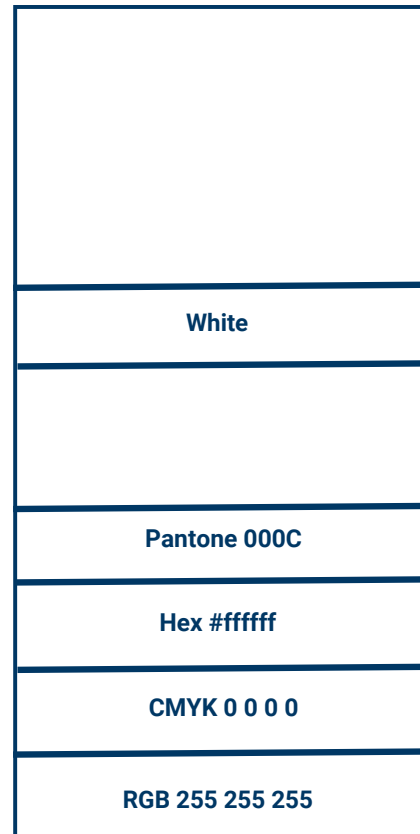 White
Pantone 000C
Hex #ffffff
CMYK 0 0 0 0
RGB 255 255 255